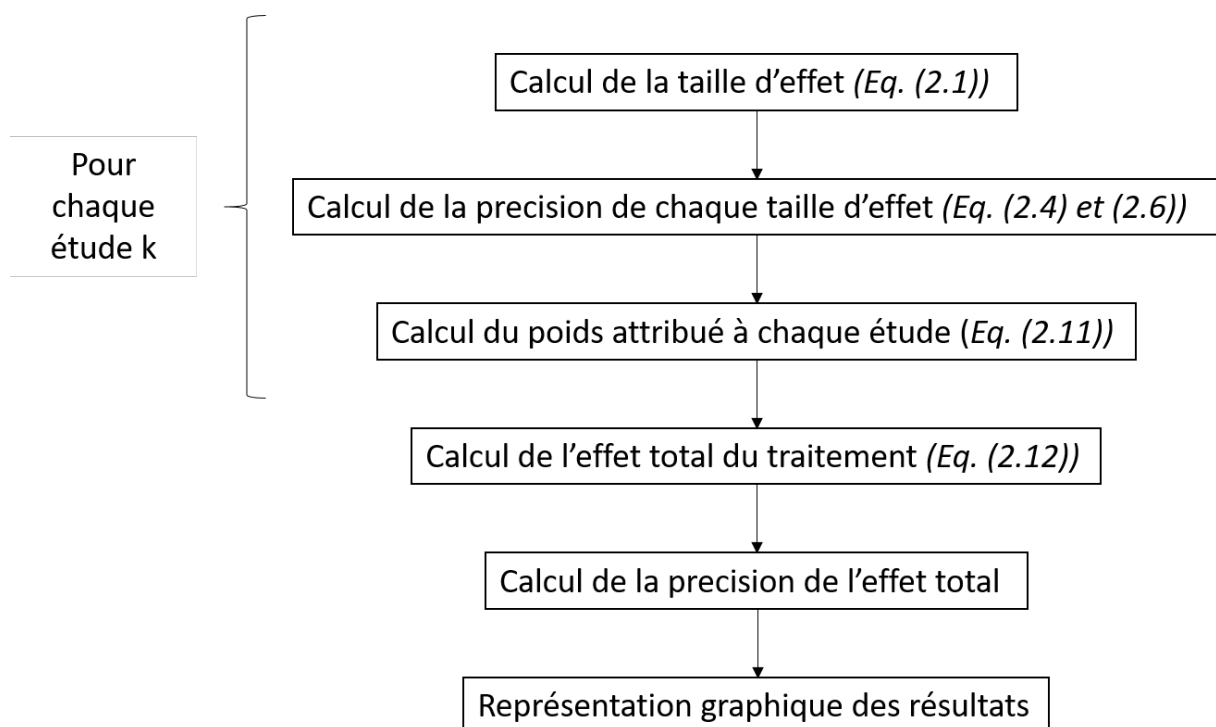 Calcul de la taille d’effet (Eq. (2.1))
Pour
chaque
étude k
Calcul de la precision de chaque taille d’effet (Eq. (2.4) et (2.6))
Calcul du poids attribué à chaque étude (Eq. (2.11))
Calcul de l’effet total du traitement (Eq. (2.12))
Calcul de la precision de l’effet total
Représentation graphique des résultats